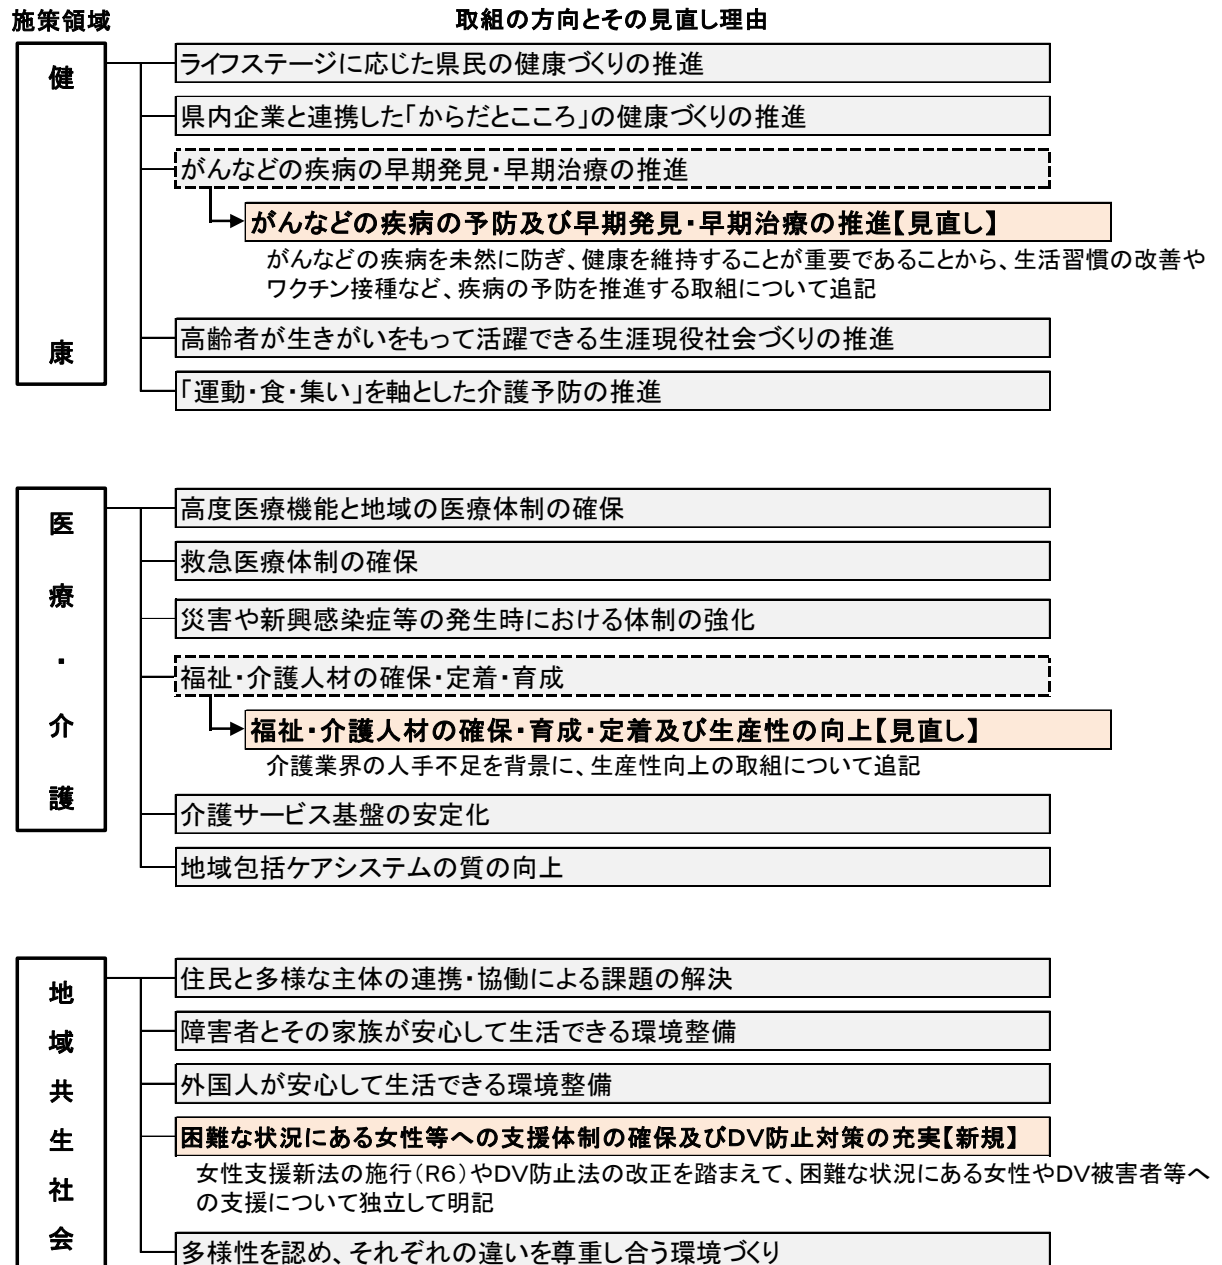 施策領域
取組の方向とその見直し理由
健康
ライフステージに応じた県民の健康づくりの推進
県内企業と連携した「からだとこころ」の健康づくりの推進
がんなどの疾病の早期発見・早期治療の推進
がんなどの疾病の予防及び早期発見・早期治療の推進【見直し】
がんなどの疾病を未然に防ぎ、健康を維持することが重要であることから、生活習慣の改善や
ワクチン接種など、疾病の予防を推進する取組について追記
高齢者が生きがいをもって活躍できる生涯現役社会づくりの推進
「運動・食・集い」を軸とした介護予防の推進
医療・介護
高度医療機能と地域の医療体制の確保
救急医療体制の確保
災害や新興感染症等の発生時における体制の強化
福祉・介護人材の確保・定着・育成
福祉・介護人材の確保・育成・定着及び生産性の向上【見直し】
介護業界の人手不足を背景に、生産性向上の取組について追記
介護サービス基盤の安定化
地域包括ケアシステムの質の向上
地域共生社会
住民と多様な主体の連携・協働による課題の解決
障害者とその家族が安心して生活できる環境整備
外国人が安心して生活できる環境整備
困難な状況にある女性等への支援体制の確保及びDV防止対策の充実【新規】
女性支援新法の施行（R6）やDV防止法の改正を踏まえて、困難な状況にある女性やDV被害者等へ
の支援について独立して明記
多様性を認め、それぞれの違いを尊重し合う環境づくり